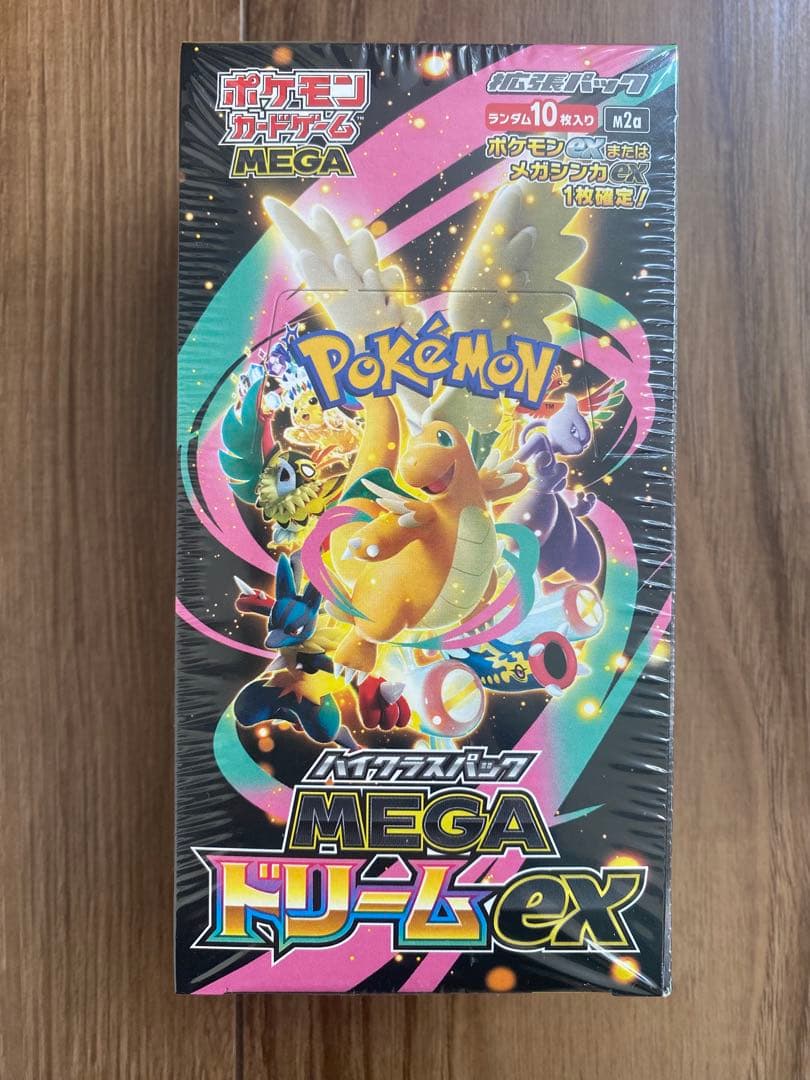 ポケモン
カードゲーム™
MEGA
拡張パック
ランダム10枚入り M2a
ポケモンexまたは
メガシンカex
1枚確定!
POKéMON™
ハイクラスパック
MEGA
ドリームex